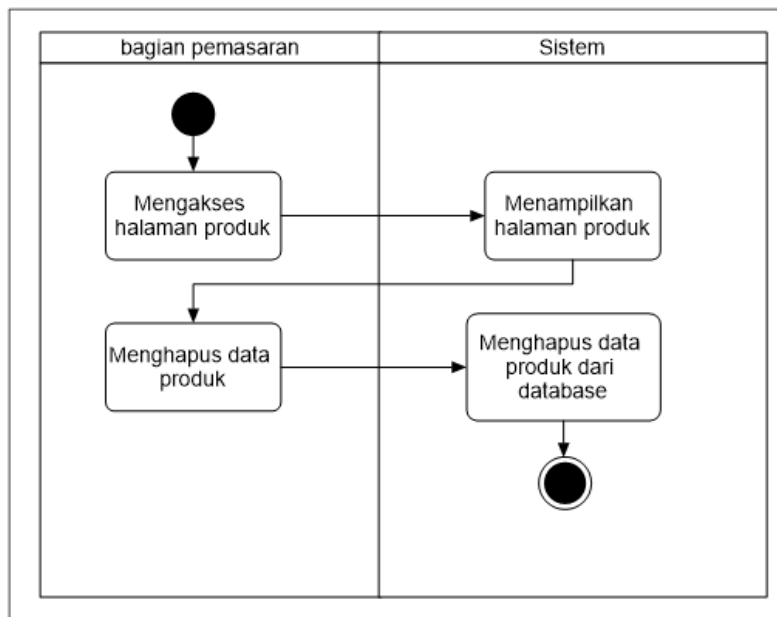 bagian pemasaran
Sistem
Mengakses
halaman produk
Menampilkan
halaman produk
Menghapus data
produk
Menghapus data
produk dari
database